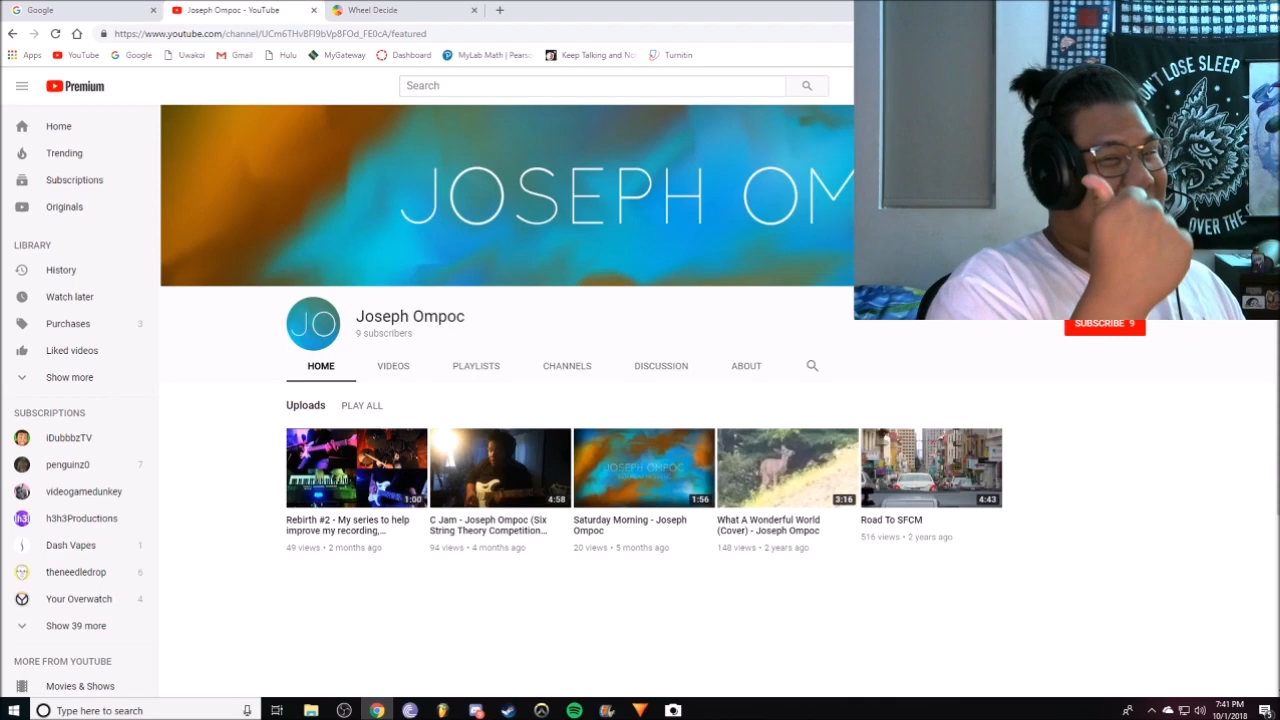 Google
Joseph Ompoc - YouTube
Wheel Decide
https://www.youtube.com/channel/UCm6THvBFI9bVp8FOd_FE0cA/featured
Apps
YouTube
Google
Uwakoi
Gmail
Hulu
MyGateway
Dashboard
MyLab Math | Pearso
Keep Talking and No
Turnitin
Premium
Search
Home
Trending
Subscriptions
Originals
LIBRARY
History
Watch later
Purchases 3
Liked videos
Show more
SUBSCRIPTIONS
iDubbbzTV
penguinz0 7
videogamedunkey
h3h3Productions
Dash Vapes 1
theneedledrop 6
Your Overwatch 4
Show 39 more
MORE FROM YOUTUBE
Movies & Shows
JOSEPH OM
JO
Joseph Ompoc
9 subscribers
SUBSCRIBE 9
HOME
VIDEOS
PLAYLISTS
CHANNELS
DISCUSSION
ABOUT
Uploads
PLAY ALL
1:00
Rebirth #2 - My series to help
improve my recording,...
49 views • 2 months ago
4:58
C Jam - Joseph Ompoc (Six
String Theory Competition...
94 views • 4 months ago
JOSEPH OMPOC
1:56
Saturday Morning - Joseph
Ompoc
20 views • 5 months ago
3:16
What A Wonderful World
(Cover) - Joseph Ompoc
148 views • 2 years ago
4:43
Road To SFCM
516 views • 2 years ago
N'T LOSE SLEEP
OVER THE
Type here to search
7:41 PM
10/1/2018